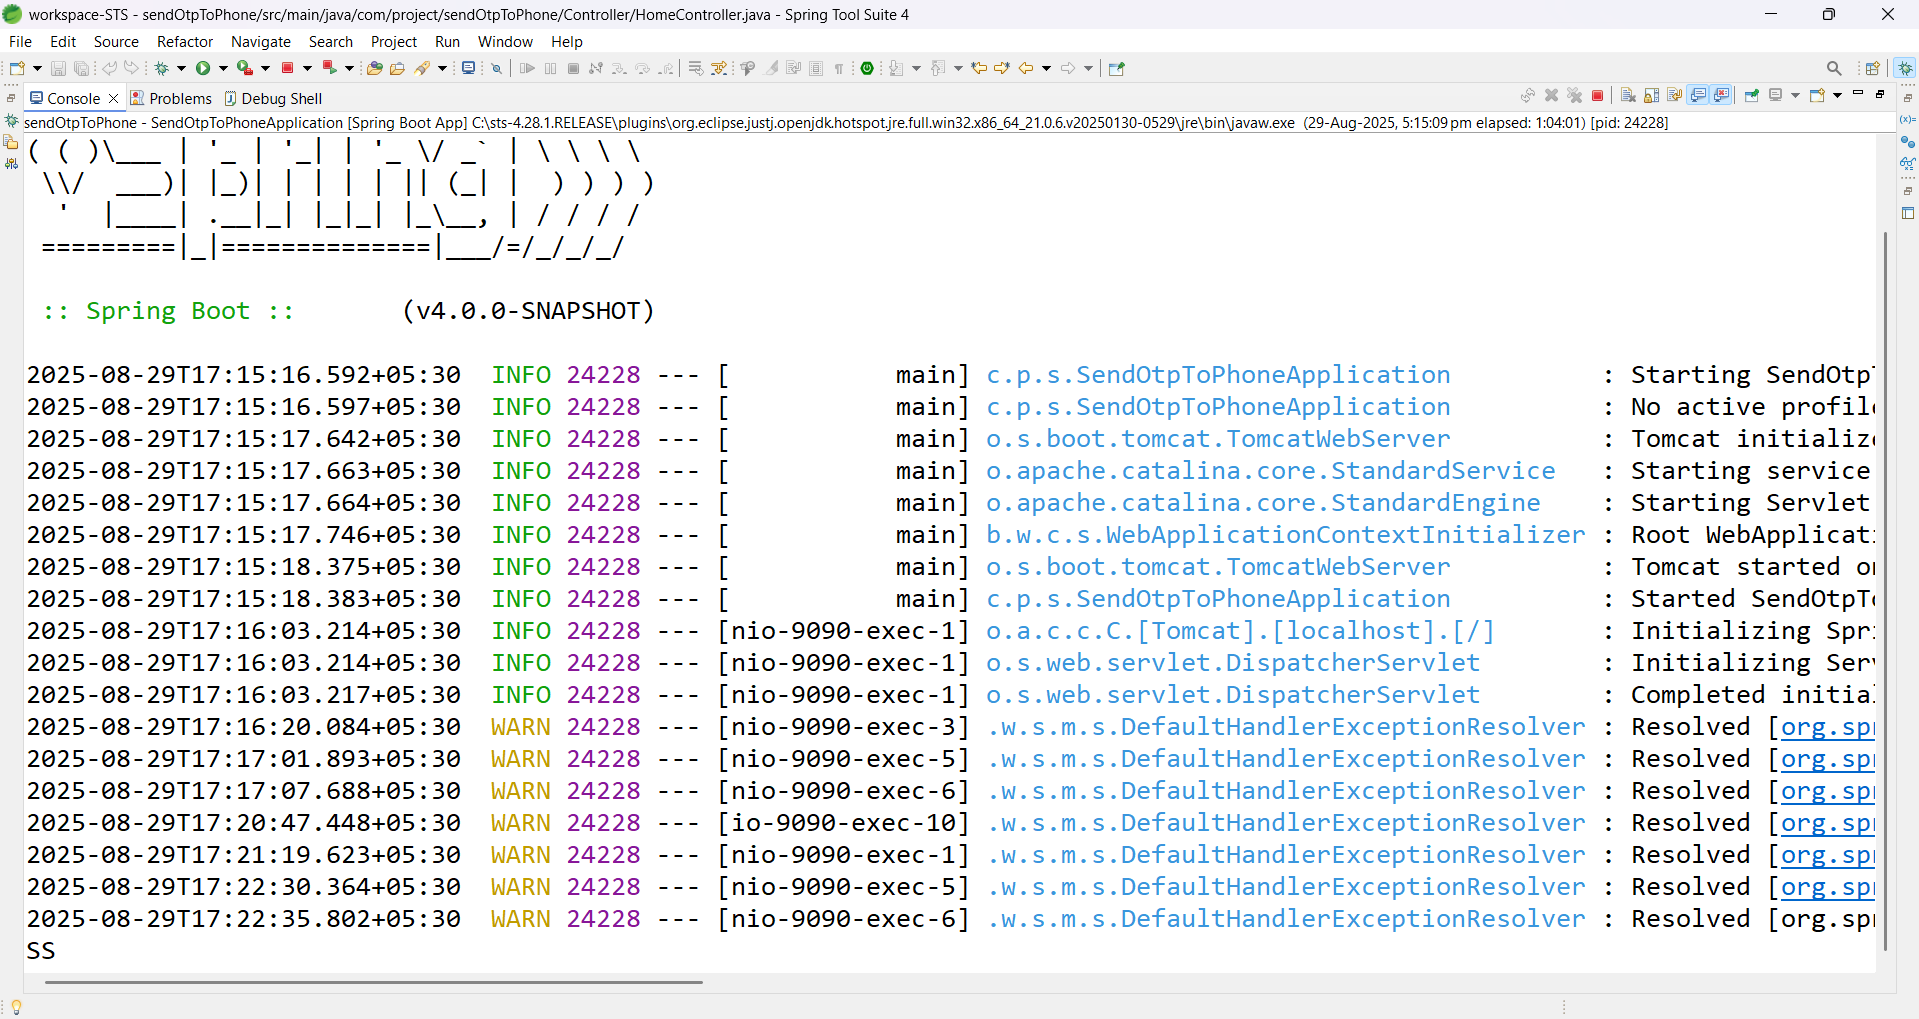 workspace-STS - sendOtpToPhone/src/main/java/com/project/sendOtpToPhone/Controller/HomeController.java - Spring Tool Suite 4
File Edit Source Refactor Navigate Search Project Run Window Help
Console Problems Debug Shell
sendOtpToPhone - SendOtpToPhoneApplication [Spring Boot App] C:\sts-4.28.1.RELEASE\plugins\org.eclipse.justj.openjdk.hotspot.jre.full.win32.x86_64_21.0.6.v20250130-0529\jre\bin\javaw.exe (29-Aug-2025, 5:15:09 pm elapsed: 1:04:01) [pid: 24228]
( ( )\___ | '_ | '_| | '_ \/ _` | \ \ \ \
 \\/  ___)| |_)| | | | | || (_| |  ) ) ) )
  '  |____| .__|_| |_|_| |_\__, | / / / /
 =========|_|==============|___/=/_/_/_/
:: Spring Boot :: (v4.0.0-SNAPSHOT)
2025-08-29T17:15:16.592+05:30 INFO 24228 --- [ main] c.p.s.SendOtpToPhoneApplication : Starting SendOtpT
2025-08-29T17:15:16.597+05:30 INFO 24228 --- [ main] c.p.s.SendOtpToPhoneApplication : No active profil
2025-08-29T17:15:17.642+05:30 INFO 24228 --- [ main] o.s.boot.tomcat.TomcatWebServer : Tomcat initializ
2025-08-29T17:15:17.663+05:30 INFO 24228 --- [ main] o.apache.catalina.core.StandardService : Starting service
2025-08-29T17:15:17.664+05:30 INFO 24228 --- [ main] o.apache.catalina.core.StandardEngine : Starting Servlet
2025-08-29T17:15:17.746+05:30 INFO 24228 --- [ main] b.w.c.s.WebApplicationContextInitializer : Root WebApplicat
2025-08-29T17:15:18.375+05:30 INFO 24228 --- [ main] o.s.boot.tomcat.TomcatWebServer : Tomcat started o
2025-08-29T17:15:18.383+05:30 INFO 24228 --- [ main] c.p.s.SendOtpToPhoneApplication : Started SendOtpT
2025-08-29T17:16:03.214+05:30 INFO 24228 --- [nio-9090-exec-1] o.a.c.c.C.[Tomcat].[localhost].[/] : Initializing Spr
2025-08-29T17:16:03.214+05:30 INFO 24228 --- [nio-9090-exec-1] o.s.web.servlet.DispatcherServlet : Initializing Ser
2025-08-29T17:16:03.217+05:30 INFO 24228 --- [nio-9090-exec-1] o.s.web.servlet.DispatcherServlet : Completed initia
2025-08-29T17:16:20.084+05:30 WARN 24228 --- [nio-9090-exec-3] .w.s.m.s.DefaultHandlerExceptionResolver : Resolved [org.sp
2025-08-29T17:17:01.893+05:30 WARN 24228 --- [nio-9090-exec-5] .w.s.m.s.DefaultHandlerExceptionResolver : Resolved [org.sp
2025-08-29T17:17:07.688+05:30 WARN 24228 --- [nio-9090-exec-6] .w.s.m.s.DefaultHandlerExceptionResolver : Resolved [org.sp
2025-08-29T17:20:47.448+05:30 WARN 24228 --- [io-9090-exec-10] .w.s.m.s.DefaultHandlerExceptionResolver : Resolved [org.sp
2025-08-29T17:21:19.623+05:30 WARN 24228 --- [nio-9090-exec-1] .w.s.m.s.DefaultHandlerExceptionResolver : Resolved [org.sp
2025-08-29T17:22:30.364+05:30 WARN 24228 --- [nio-9090-exec-5] .w.s.m.s.DefaultHandlerExceptionResolver : Resolved [org.sp
2025-08-29T17:22:35.802+05:30 WARN 24228 --- [nio-9090-exec-6] .w.s.m.s.DefaultHandlerExceptionResolver : Resolved [org.sp
SS